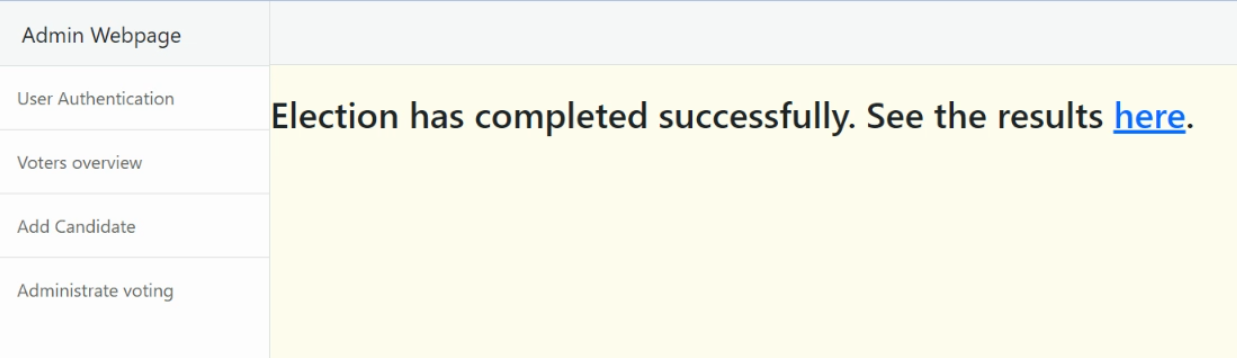 Admin Webpage
User Authentication
Voters overview
Add Candidate
Administrate voting
Election has completed successfully. See the results here.